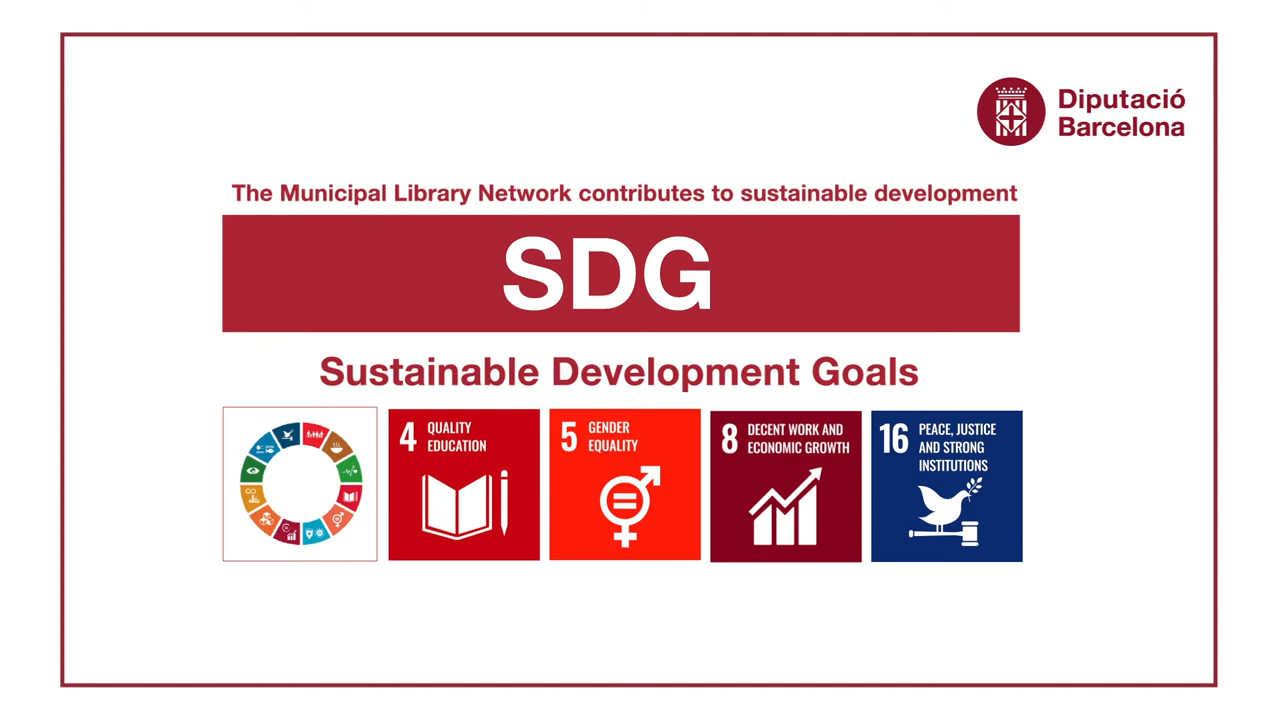 Diputació
Barcelona
The Municipal Library Network contributes to sustainable development
SDG
Sustainable Development Goals
4 QUALITY
EDUCATION
5 GENDER
EQUALITY
8 DECENT WORK AND
ECONOMIC GROWTH
16 PEACE, JUSTICE
AND STRONG
INSTITUTIONS